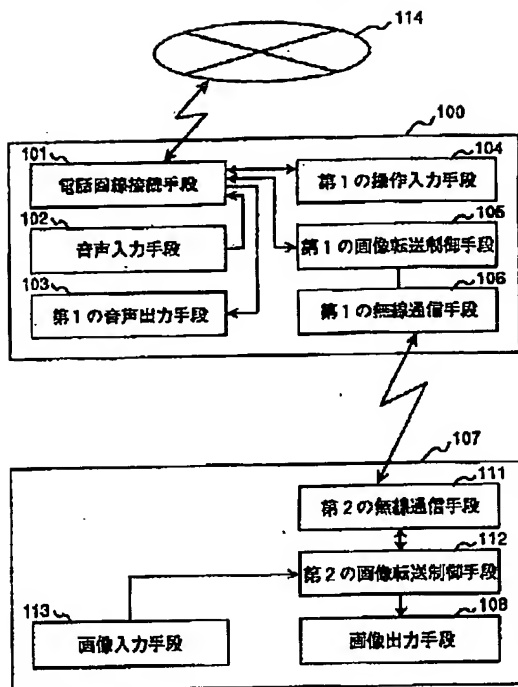 114
100
101
電話回線接続手段
104
第1の操作入力手段
102
音声入力手段
105
第1の画像転送制御手段
103
第1の音声出力手段
106
第1の無線通信手段
107
111
第2の無線通信手段
112
第2の画像転送制御手段
113
画像入力手段
108
画像出力手段